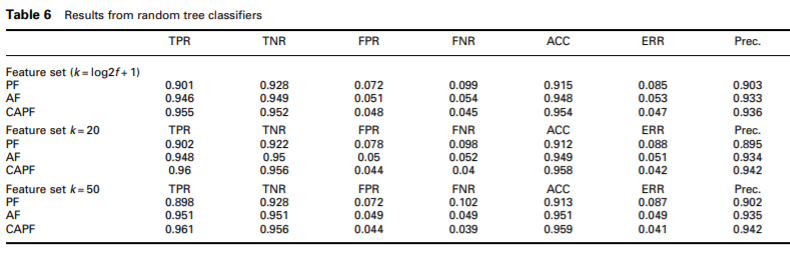 Table 6 Results from random tree classifiers
TPR TNR FPR FNR ACC ERR Prec.
Feature set (k = log2f + 1)
PF 0.901 0.928 0.072 0.099 0.915 0.085 0.903
AF 0.946 0.949 0.051 0.054 0.948 0.053 0.933
CAPF 0.955 0.952 0.048 0.045 0.954 0.047 0.936
Feature set k = 20 TPR TNR FPR FNR ACC ERR Prec.
PF 0.902 0.922 0.078 0.098 0.912 0.088 0.895
AF 0.948 0.95 0.05 0.052 0.949 0.051 0.934
CAPF 0.96 0.956 0.044 0.04 0.958 0.042 0.942
Feature set k = 50 TPR TNR FPR FNR ACC ERR Prec.
PF 0.898 0.928 0.072 0.102 0.913 0.087 0.902
AF 0.951 0.951 0.049 0.049 0.951 0.049 0.935
CAPF 0.961 0.956 0.044 0.039 0.959 0.041 0.942